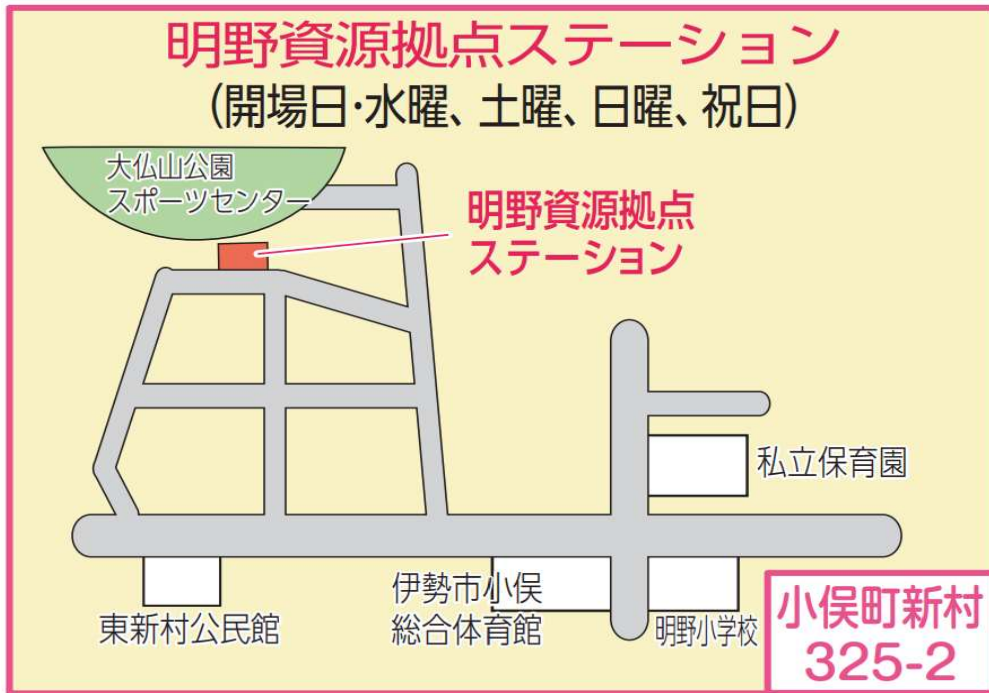 明野資源拠点ステーション
(開場日･水曜、土曜、日曜、祝日)
大仏山公園
スポーツセンター
明野資源拠点
ステーション
私立保育園
東新村公民館
伊勢市小俣
総合体育館
明野小学校
小俣町新村
325-2